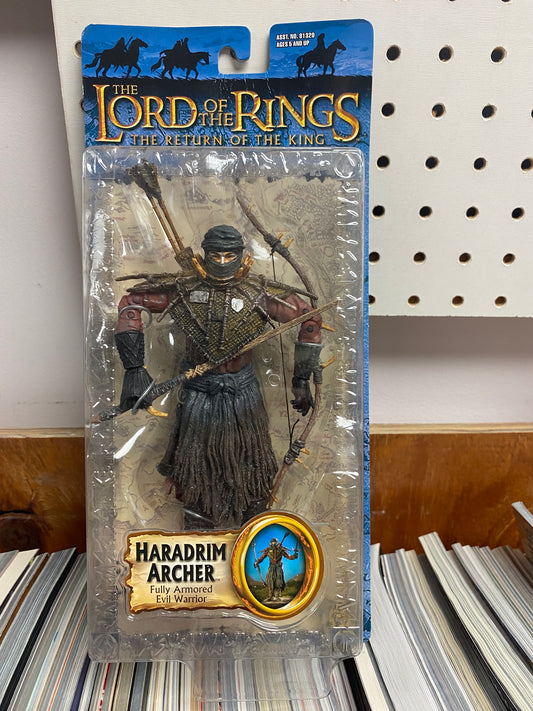 ASST. NO. 81320
AGES 5 AND UP
THE
LORD OF THE RINGS
THE RETURN OF THE KING
HARADRIM
ARCHER
Fully Armored
Evil Warrior